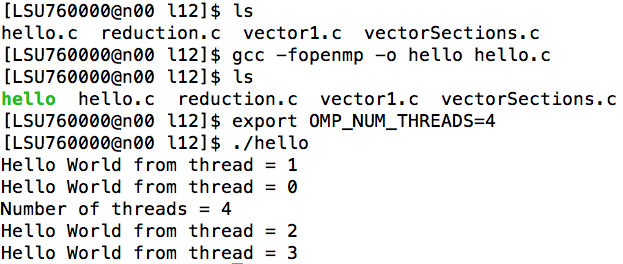 [LSU760000@n00 l12]$ ls
hello.c  reduction.c  vector1.c  vectorSections.c
[LSU760000@n00 l12]$ gcc -fopenmp -o hello hello.c
[LSU760000@n00 l12]$ ls
hello  hello.c  reduction.c  vector1.c  vectorSections.c
[LSU760000@n00 l12]$ export OMP_NUM_THREADS=4
[LSU760000@n00 l12]$ ./hello
Hello World from thread = 1
Hello World from thread = 0
Number of threads = 4
Hello World from thread = 2
Hello World from thread = 3